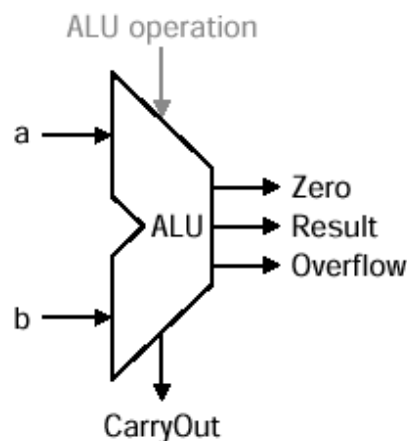 ALU operation
a
Zero
ALU
Result
Overflow
b
CarryOut